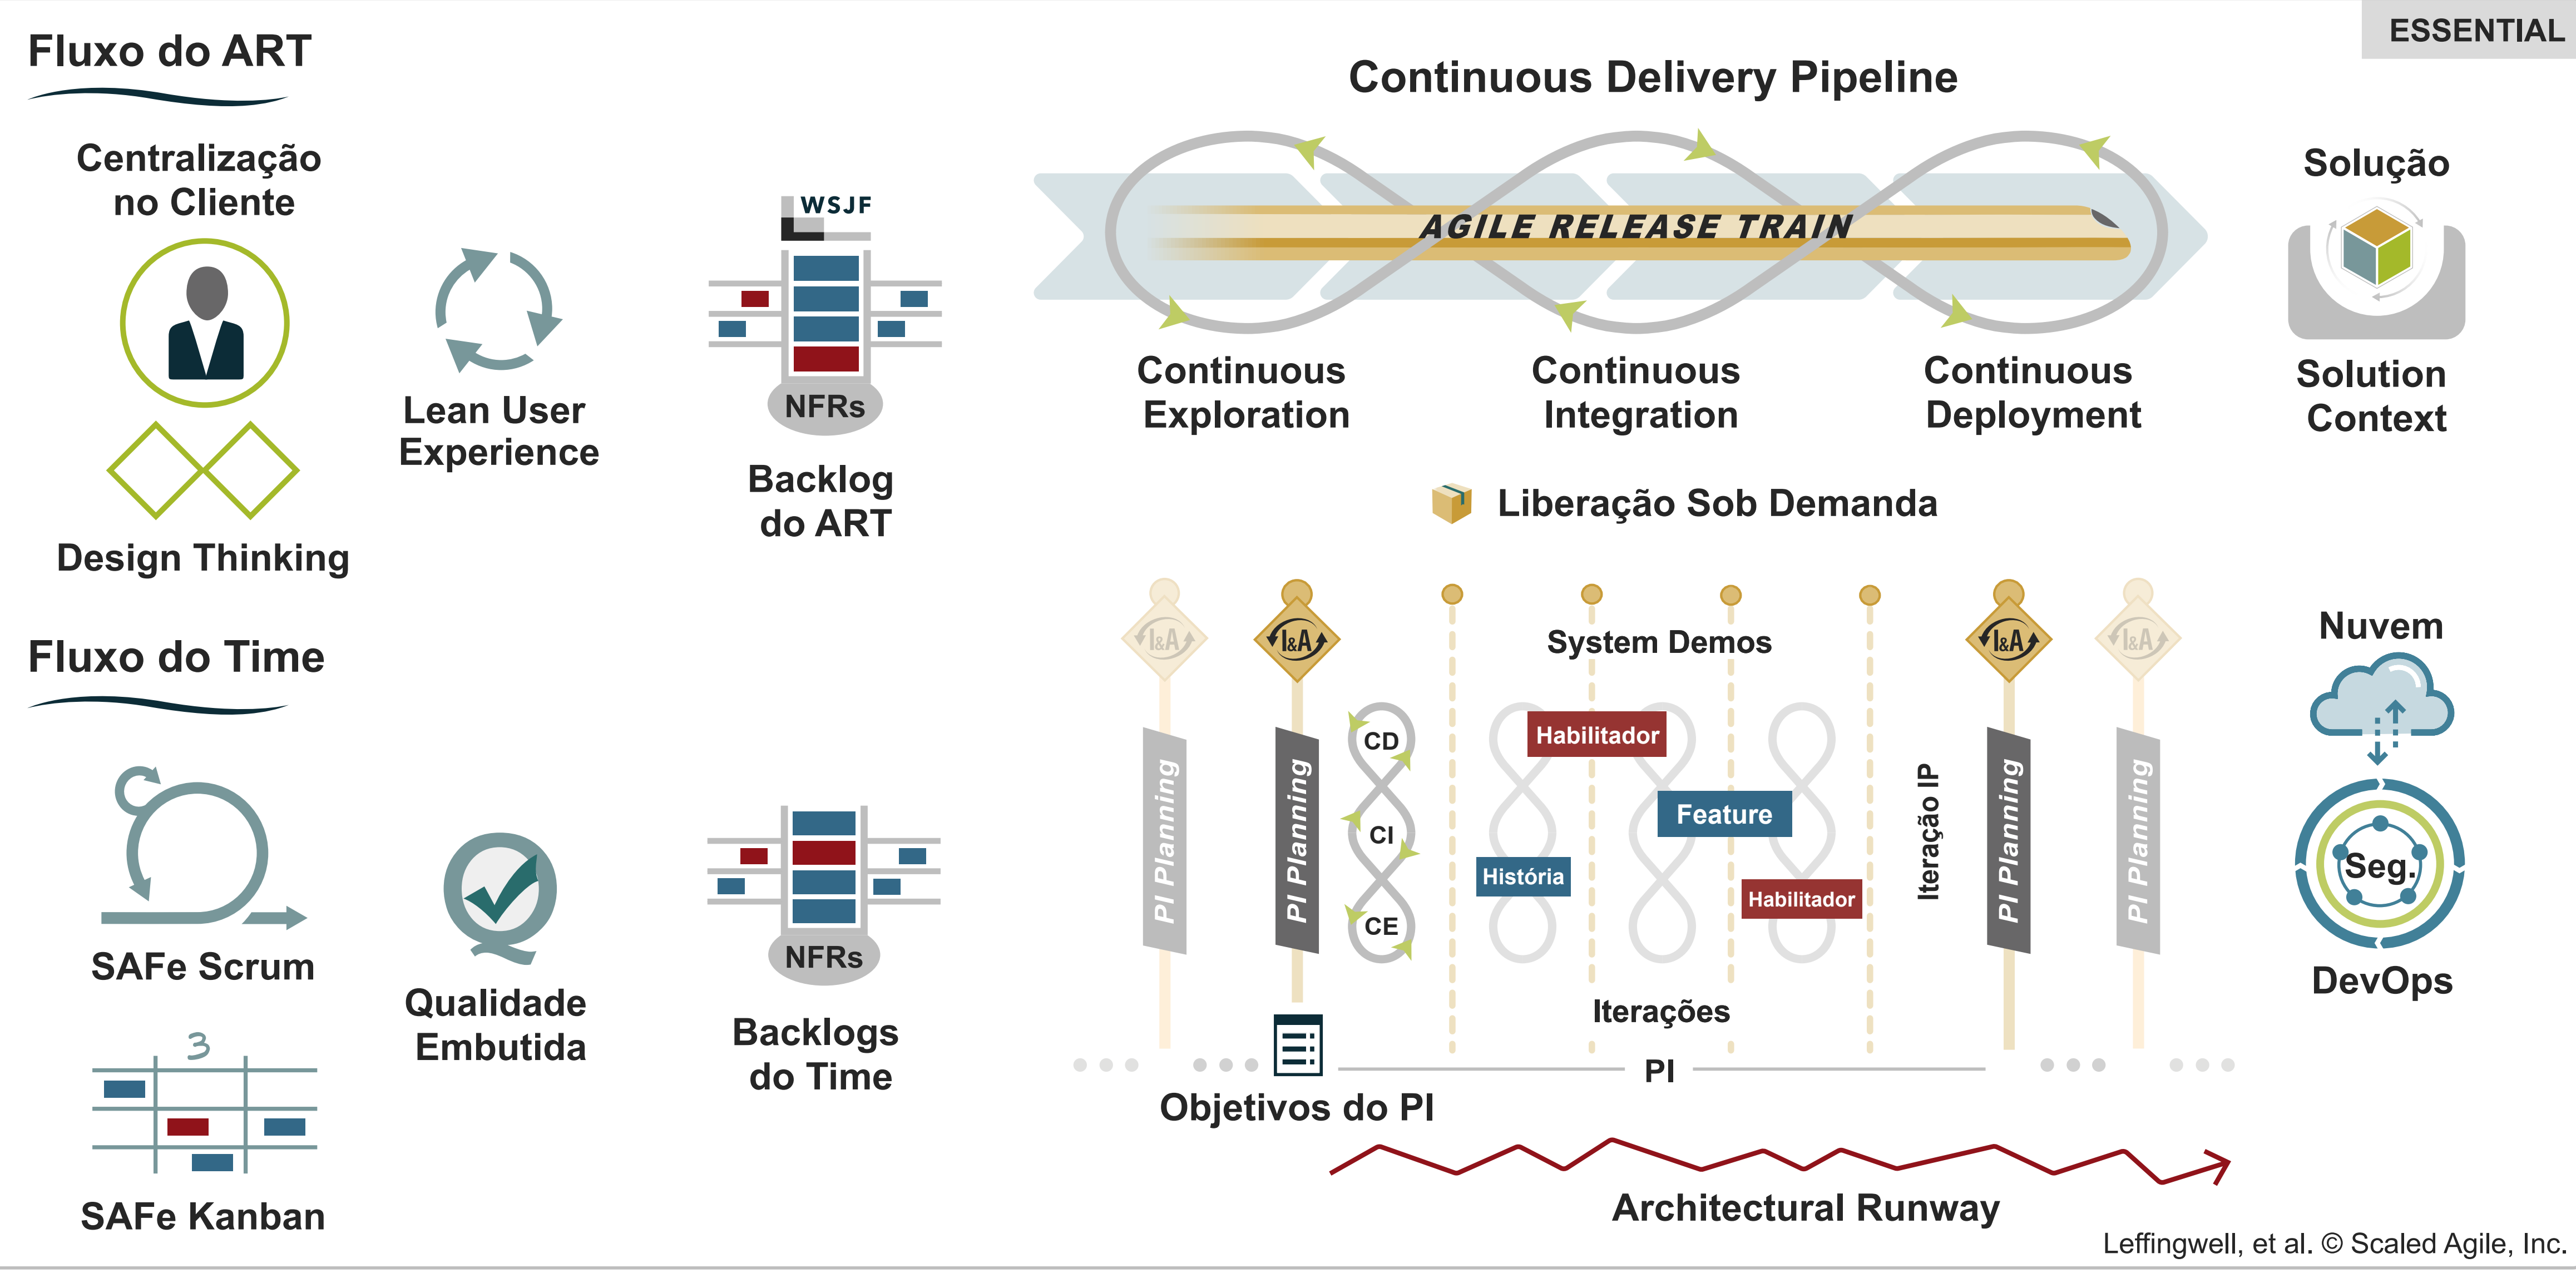 ESSENTIAL
Fluxo do ART
Centralização
no Cliente
Design Thinking
Lean User
Experience
WSJF
NFRs
Backlog
do ART
Continuous Delivery Pipeline
AGILE RELEASE TRAIN
Continuous
Exploration
Continuous
Integration
Continuous
Deployment
Solução
Solution
Context
Liberação Sob Demanda
Fluxo do Time
SAFe Scrum
SAFe Kanban
3
Qualidade
Embutida
NFRs
Backlogs
do Time
I&A
PI Planning
I&A
PI Planning
CD
CI
CE
System Demos
Habilitador
Feature
História
Habilitador
Iterações
Iteração IP
I&A
PI Planning
I&A
PI Planning
PI
Objetivos do PI
Architectural Runway
Nuvem
Seg.
DevOps
Leffingwell, et al. © Scaled Agile, Inc.